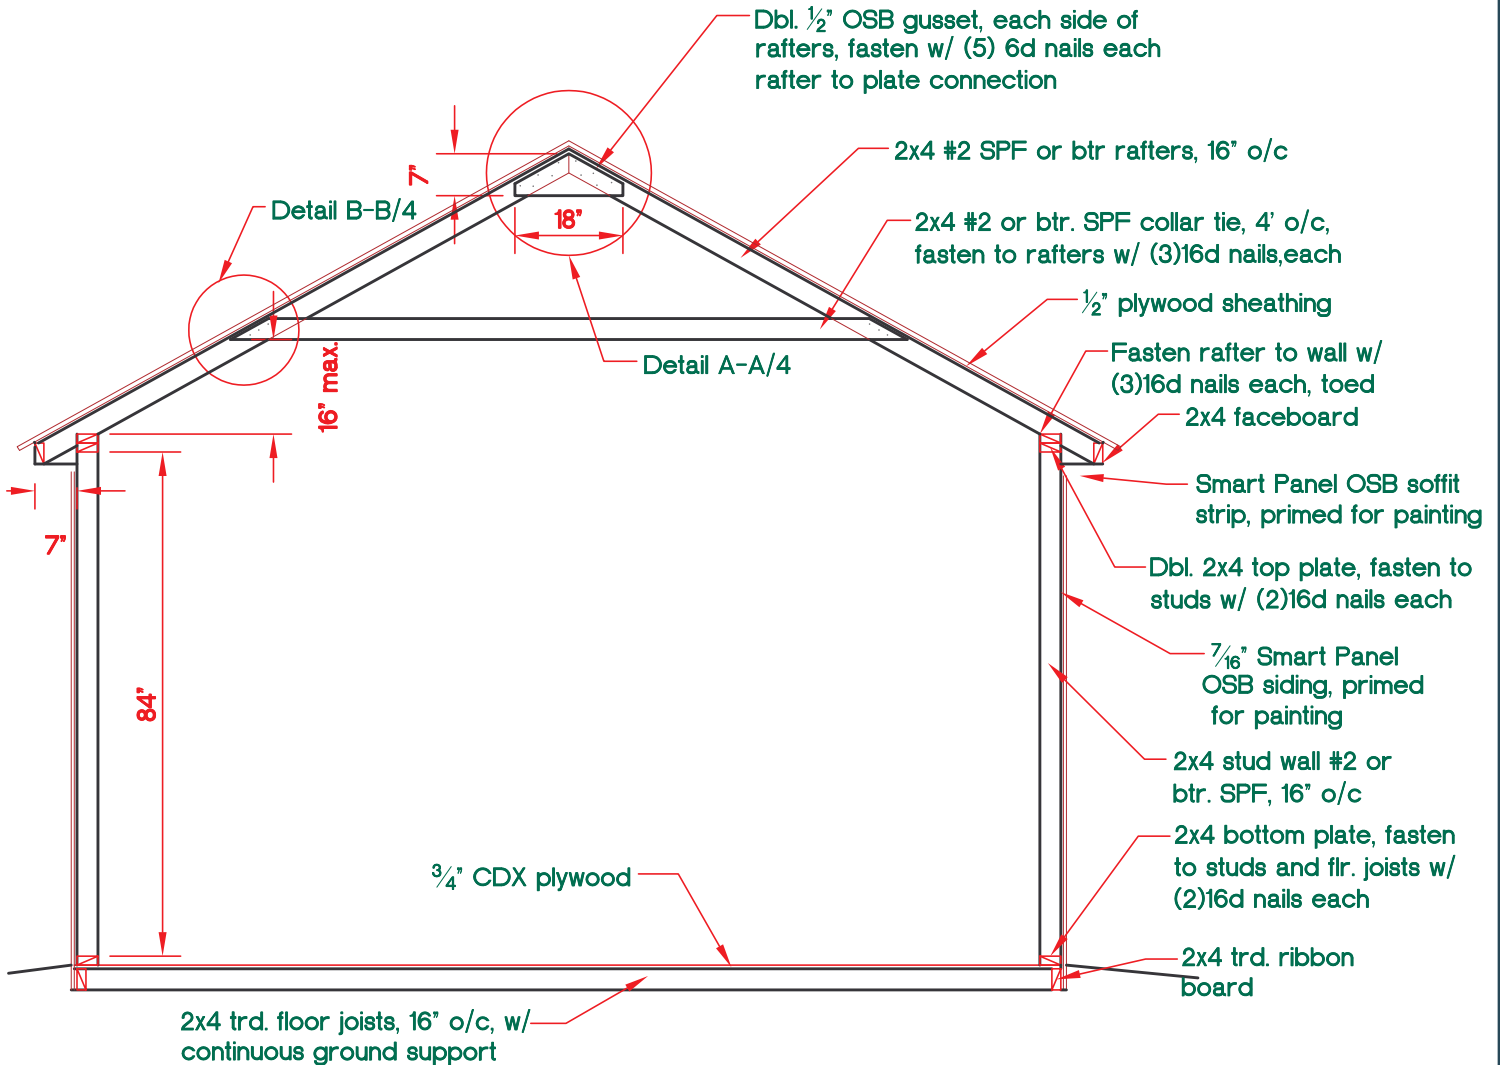 Dbl. ½" OSB gusset, each side of
rafters, fasten w/ (5) 6d nails each
rafter to plate connection
2x4 #2 SPF or btr rafters, 16" o/c
7"
Detail B-B/4
18"
2x4 #2 or btr. SPF collar tie, 4' o/c,
fasten to rafters w/ (3)16d nails,each
½" plywood sheathing
Detail A-A/4
16" max.
Fasten rafter to wall w/
(3)16d nails each, toed
2x4 faceboard
Smart Panel OSB soffit
strip, primed for painting
7"
Dbl. 2x4 top plate, fasten to
studs w/ (2)16d nails each
7/16" Smart Panel
OSB siding, primed
for painting
84"
2x4 stud wall #2 or
btr. SPF, 16" o/c
2x4 bottom plate, fasten
to studs and flr. joists w/
(2)16d nails each
¾" CDX plywood
2x4 trd. ribbon
board
2x4 trd. floor joists, 16" o/c, w/
continuous ground support